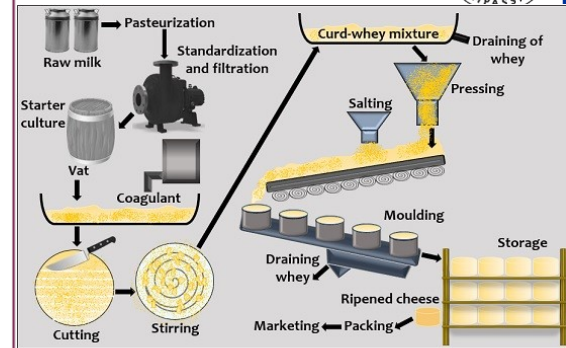 Pasteurization
Raw milk
Standardization
and filtration
Starter
culture
Vat
Coagulant
Cutting
Stirring
Curd-whey mixture
Draining of
whey
Pressing
Salting
Moulding
Draining
whey
Storage
Ripened cheese
Packing
Marketing